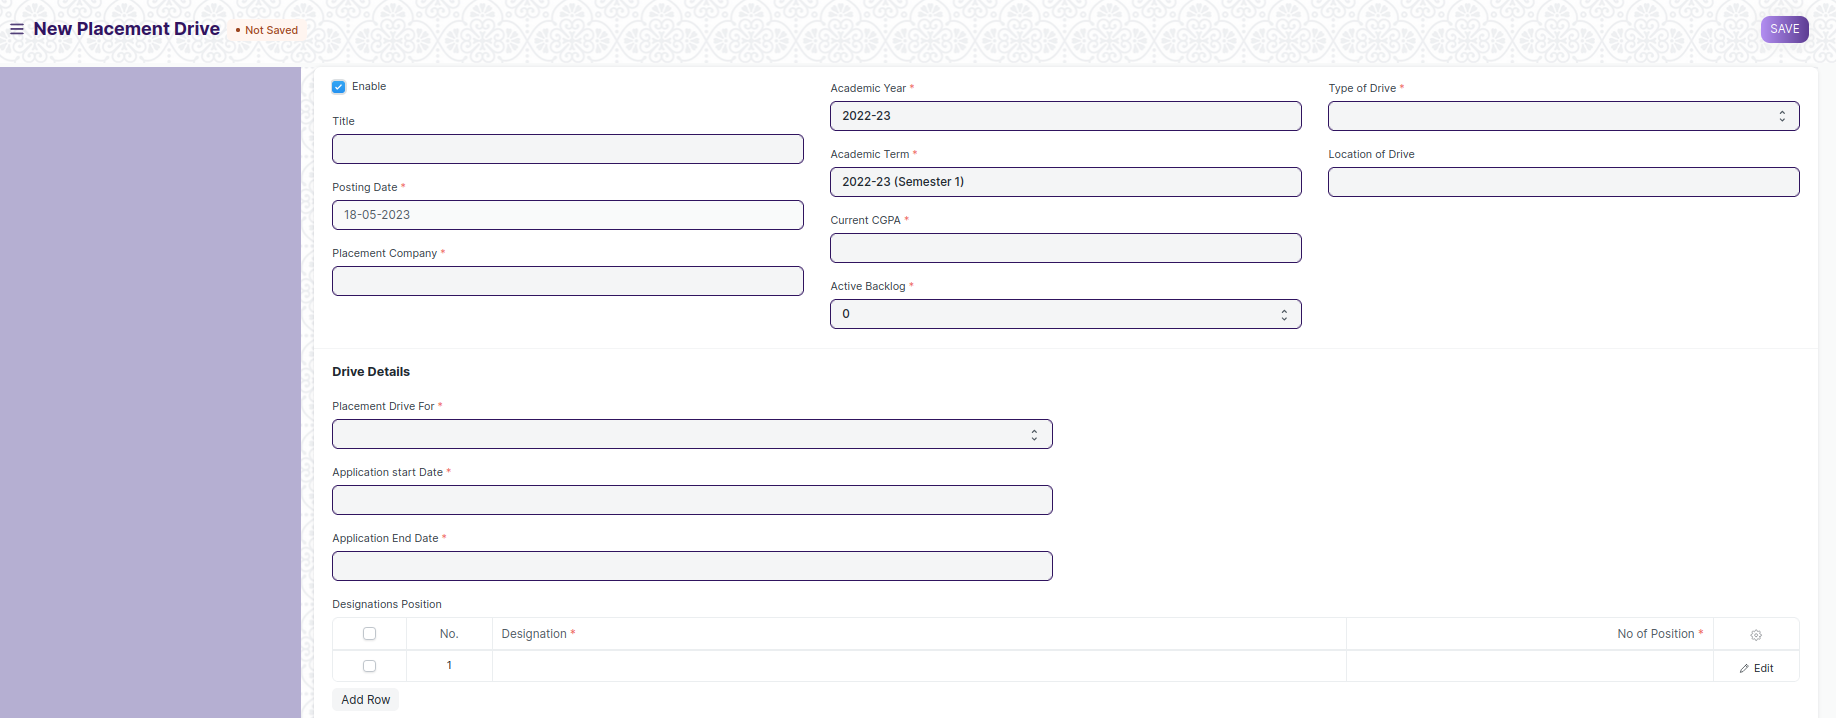 New Placement Drive
• Not Saved
SAVE
Enable
Title
Posting Date *
18-05-2023
Placement Company *
Academic Year *
2022-23
Academic Term *
2022-23 (Semester 1)
Current CGPA *
Active Backlog *
0
Type of Drive *
Location of Drive
Drive Details
Placement Drive For *
Application start Date *
Application End Date *
Designations Position
No. Designation * No of Position *
1 Edit
Add Row